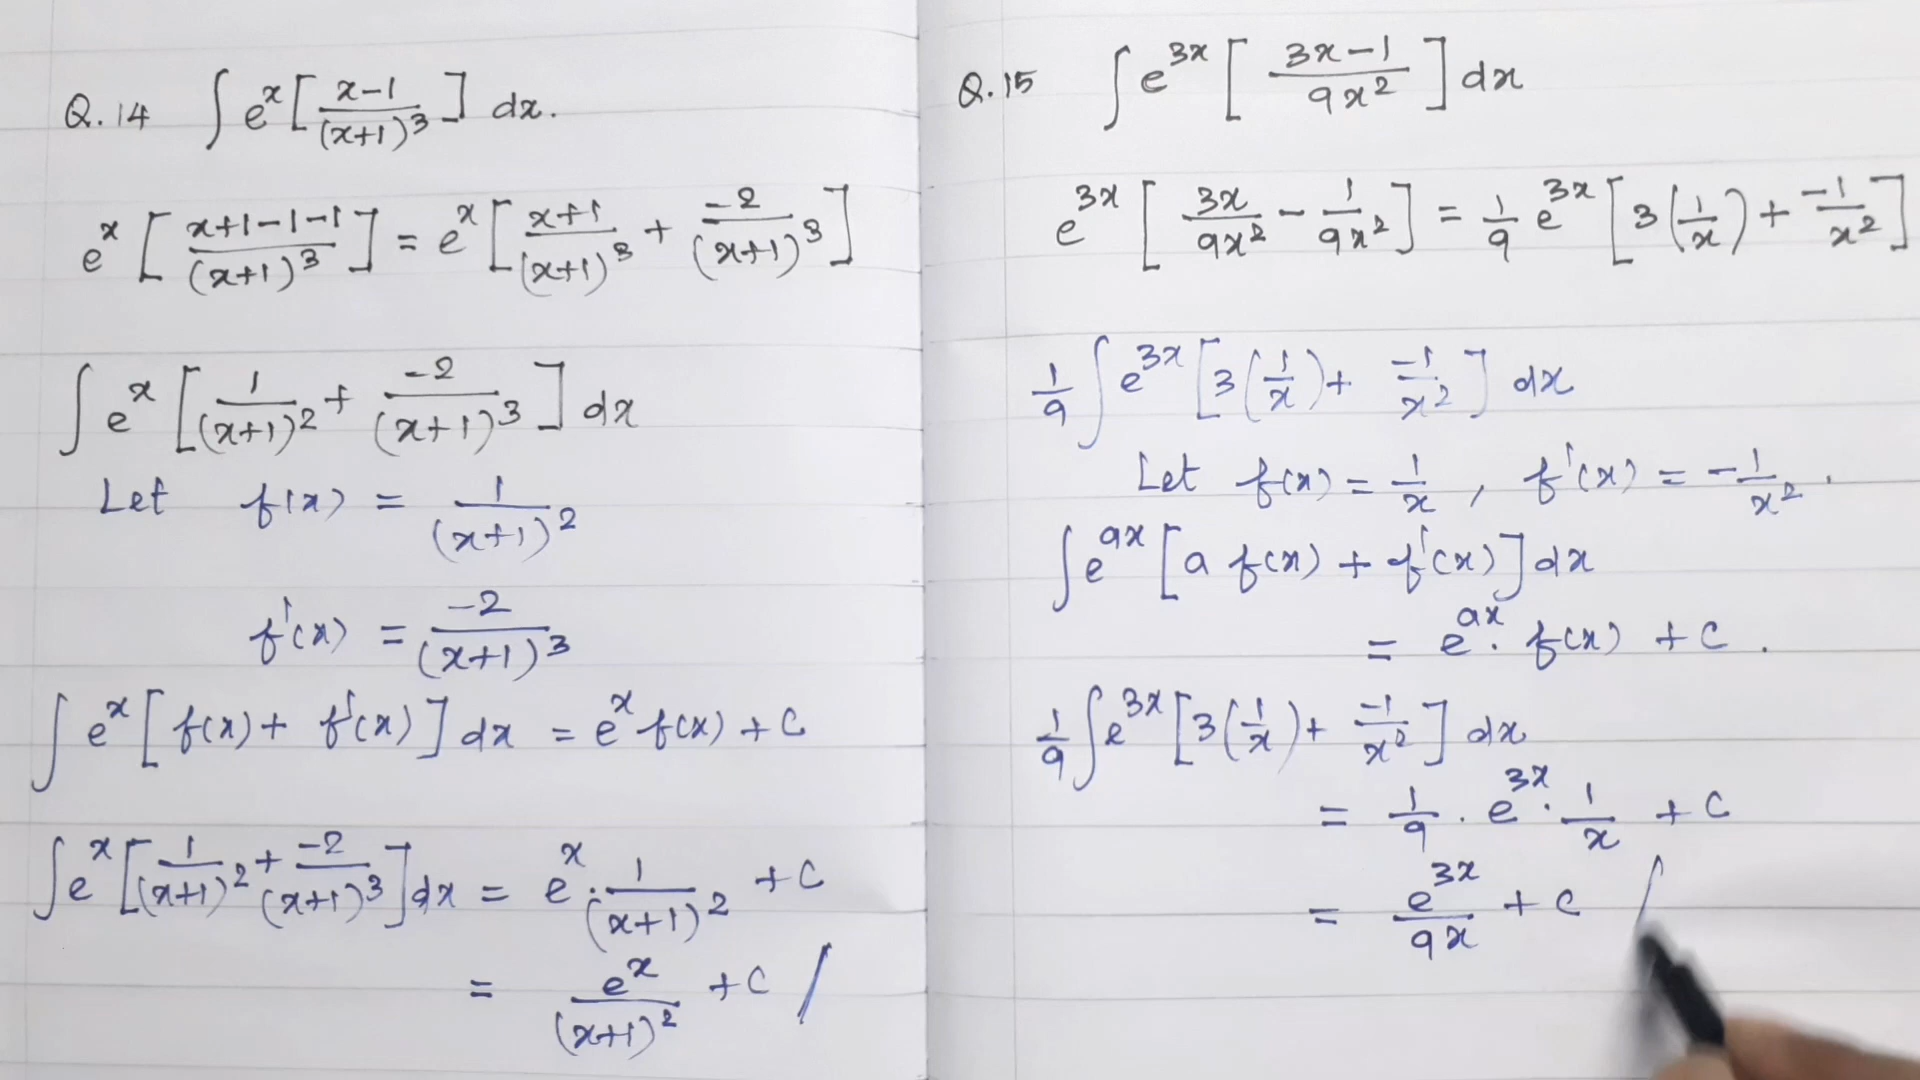 Q.14 ∫ e^x [ (x-1)/(x+1)^3 ] dx.
e^x [ (x+1-1-1)/(x+1)^3 ] = e^x [ (x+1)/(x+1)^3 + (-2)/(x+1)^3 ]
∫ e^x [ 1/(x+1)^2 + (-2)/(x+1)^3 ] dx
Let f(x) = 1/(x+1)^2
f'(x) = -2/(x+1)^3
∫ e^x [ f(x) + f'(x) ] dx = e^x f(x) + c
∫ e^x [ 1/(x+1)^2 + (-2)/(x+1)^3 ] dx = e^x · 1/(x+1)^2 + c
= e^x/(x+1)^2 + c /
Q.15 ∫ e^3x [ (3x-1)/9x^2 ] dx
e^3x [ 3x/9x^2 - 1/9x^2 ] = 1/9 e^3x [ 3(1/x) + (-1)/x^2 ]
1/9 ∫ e^3x [ 3(1/x) + (-1)/x^2 ] dx
Let f(x) = 1/x , f'(x) = -1/x^2 .
∫ e^ax [ a f(x) + f'(x) ] dx
= e^ax · f(x) + c .
1/9 ∫ e^3x [ 3(1/x) + (-1)/x^2 ] dx
= 1/9 · e^3x · 1/x + c
= e^3x/9x + c /